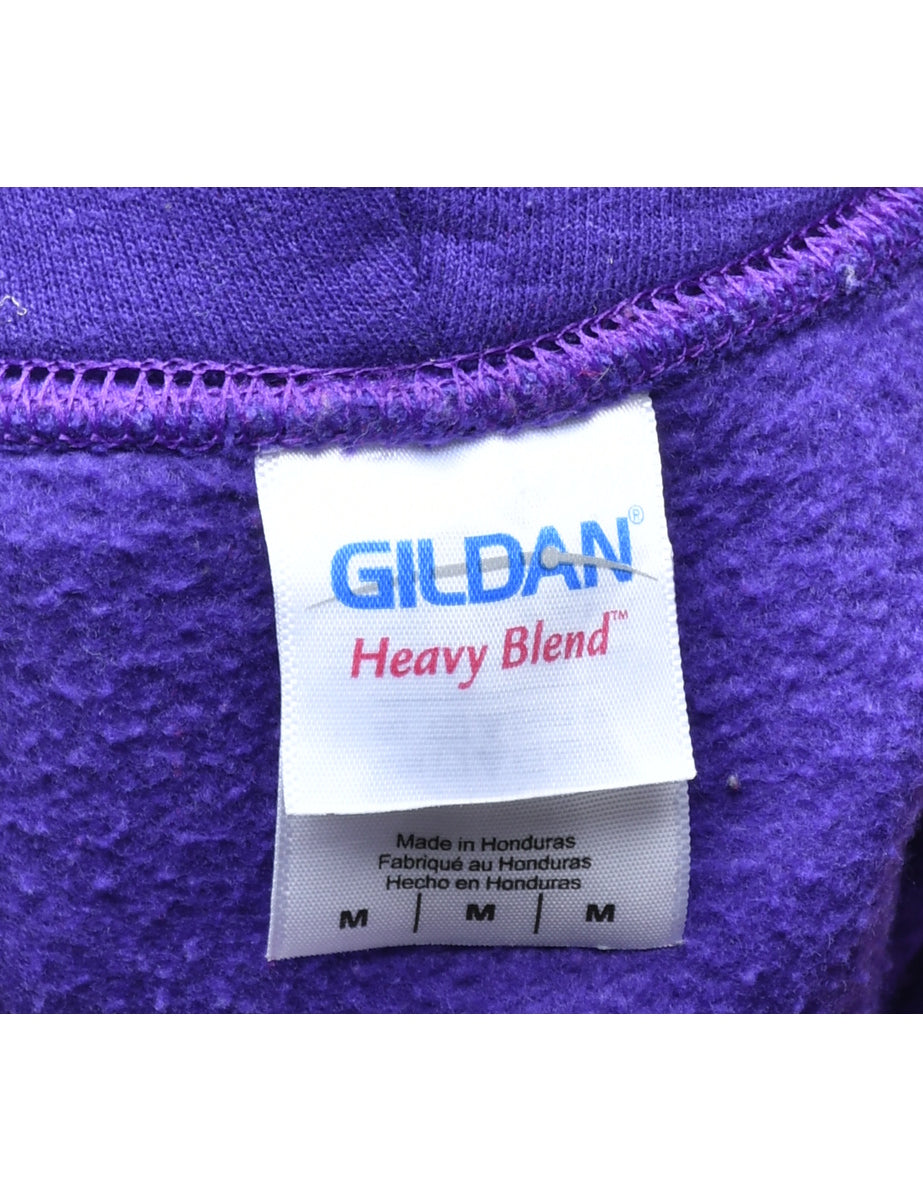 GILDAN®
Heavy Blend™
Made in Honduras
Fabriqué au Honduras
Hecho en Honduras
M | M | M